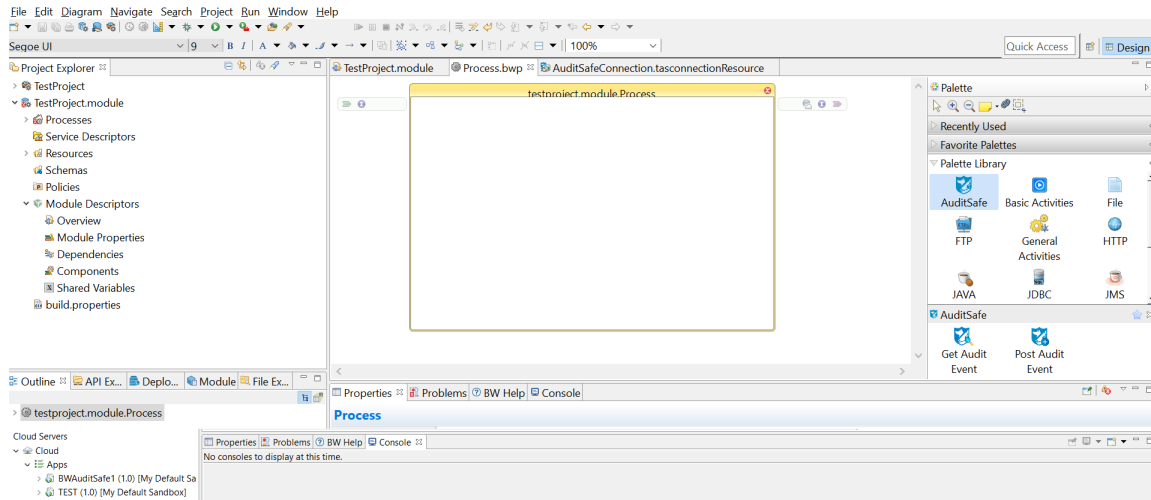 File Edit Diagram Navigate Search Project Run Window Help
Segoe UI 9 B I A 100% Quick Access Design
Project Explorer
TestProject
TestProject.module
Processes
Service Descriptors
Resources
Schemas
Policies
Module Descriptors
Overview
Module Properties
Dependencies
Components
Shared Variables
build.properties
TestProject.module Process.bwp AuditSafeConnection.tasconnectionResource
testproject.module.Process
Palette
Recently Used
Favorite Palettes
Palette Library
AuditSafe Basic Activities File
FTP General Activities HTTP
JAVA JDBC JMS
AuditSafe
Get Audit Event Post Audit Event
Outline API Ex... Deplo... Module File Ex...
testproject.module.Process
Properties Problems BW Help Console
Process
Cloud Servers
Cloud
Apps
BWAuditSafe1 (1.0) [My Default Sa
TEST (1.0) [My Default Sandbox]
Properties Problems BW Help Console
No consoles to display at this time.